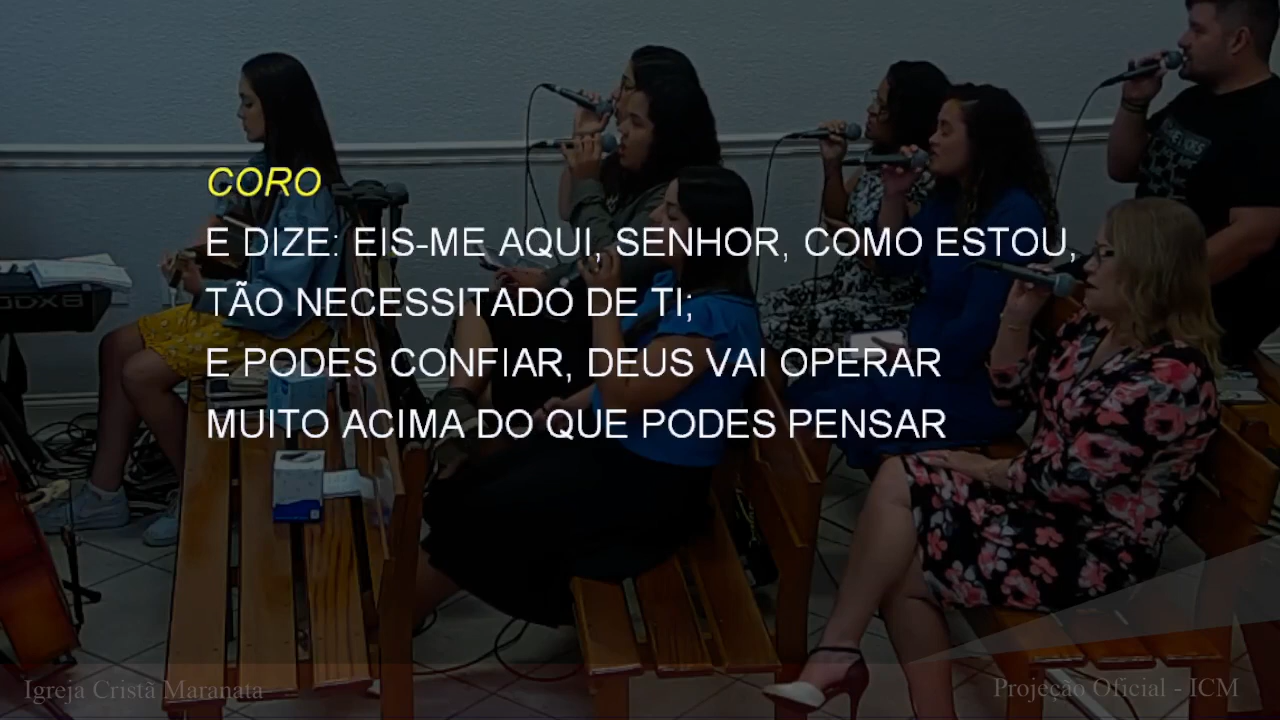 CORO
E DIZE: EIS-ME AQUI, SENHOR, COMO ESTOU,
TÃO NECESSITADO DE TI;
E PODES CONFIAR, DEUS VAI OPERAR
MUITO ACIMA DO QUE PODES PENSAR
Igreja Cristã Maranata
Projeção Oficial - ICM